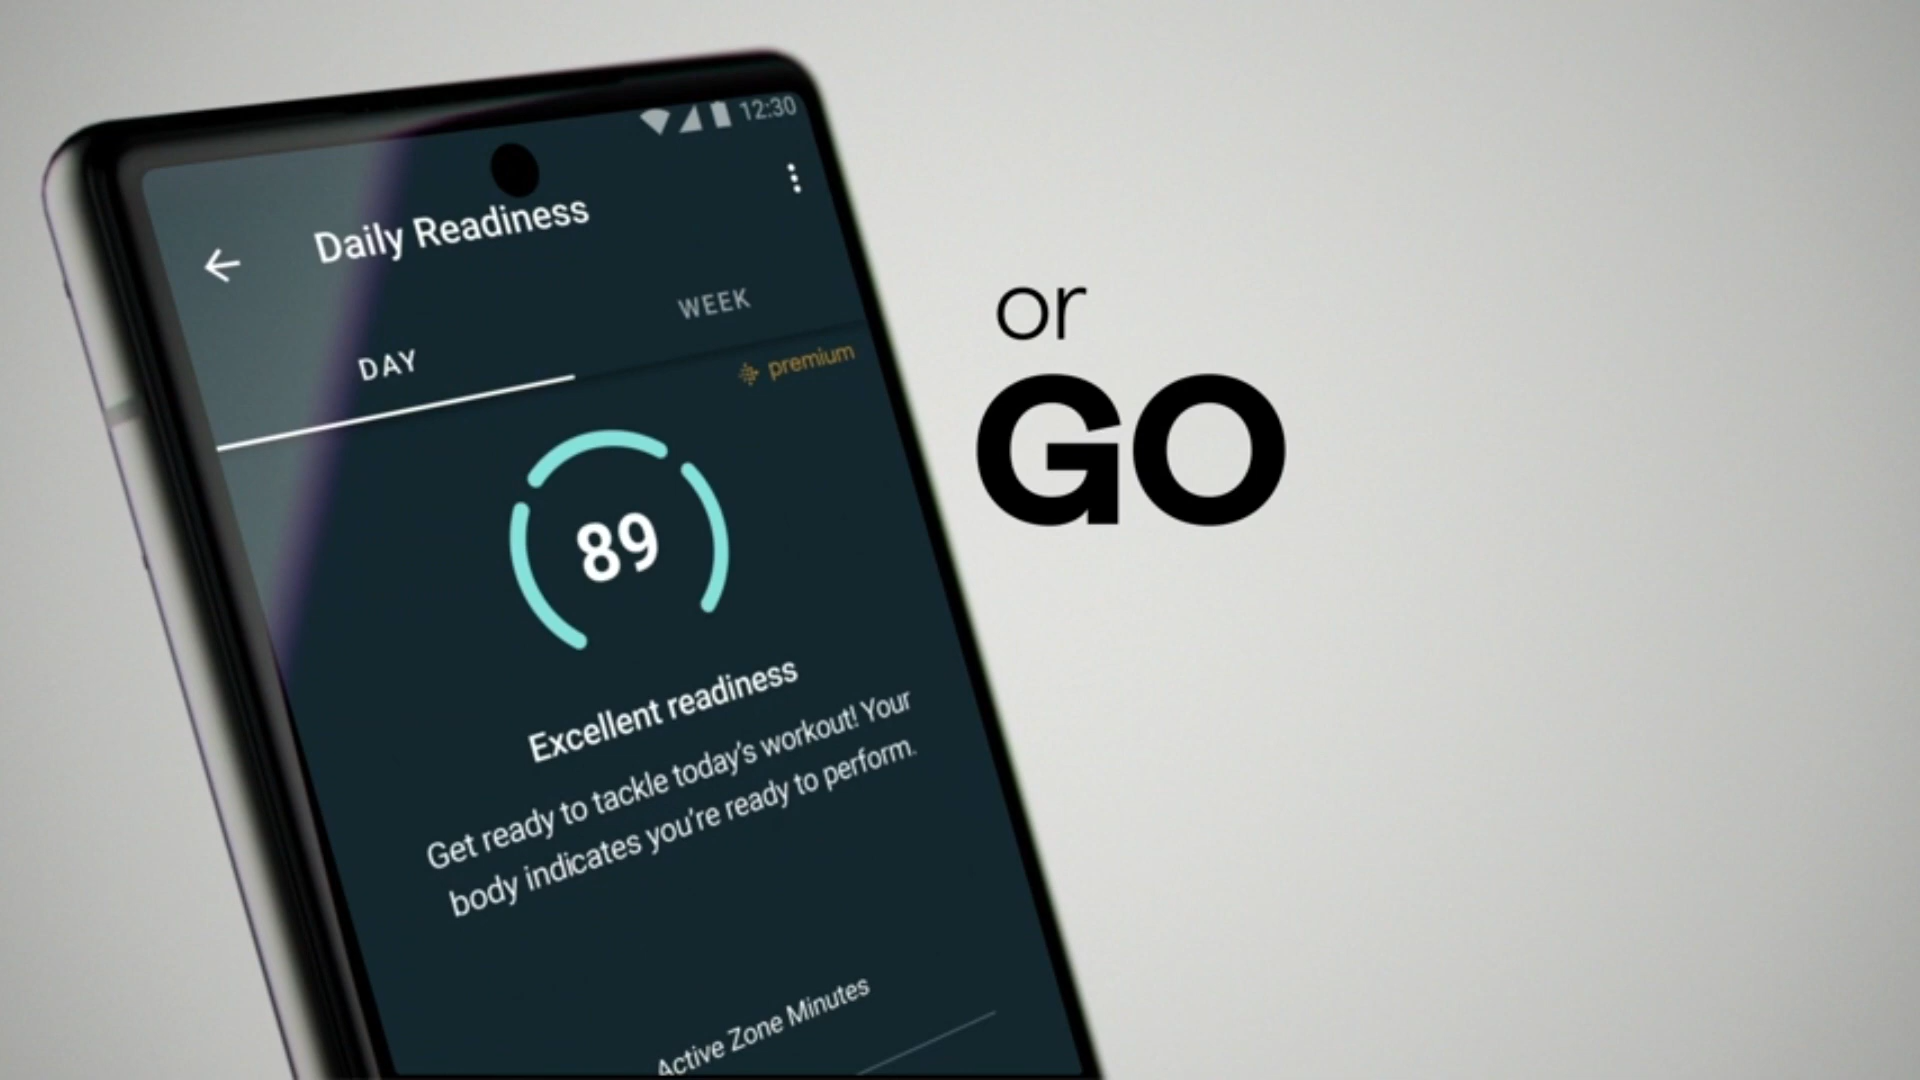 12:30
Daily Readiness
DAY
WEEK
premium
89
Excellent readiness
Get ready to tackle today's workout! Your
body indicates you're ready to perform.
Active Zone Minutes
or
GO